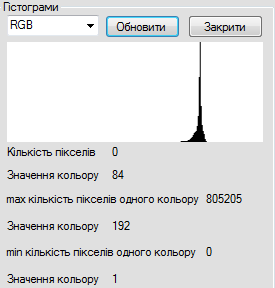 Гістограми
RGB Обновити Закрити
Кількість пікселів 0
Значення кольору 84
max кількість пікселів одного кольору 805205
Значення кольору 192
min кількість пікселів одного кольору 0
Значення кольору 1